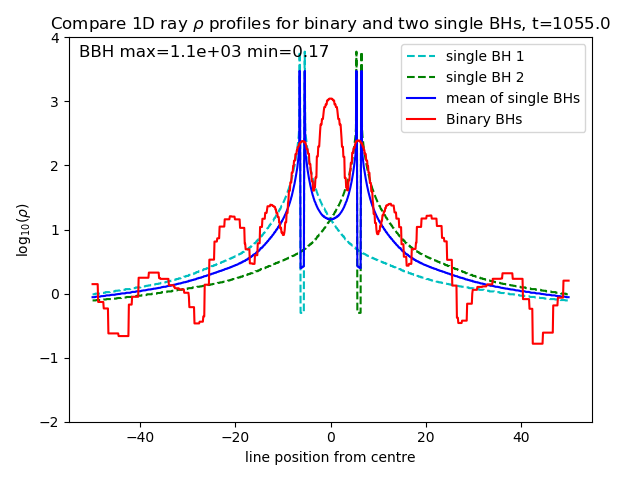 Compare 1D ray ρ profiles for binary and two single BHs, t=1055.0
BBH max=1.1e+03 min=0.17
single BH 1
single BH 2
mean of single BHs
Binary BHs
4
3
2
1
0
−1
−2
log₁₀(ρ)
−40
−20
0
20
40
line position from centre